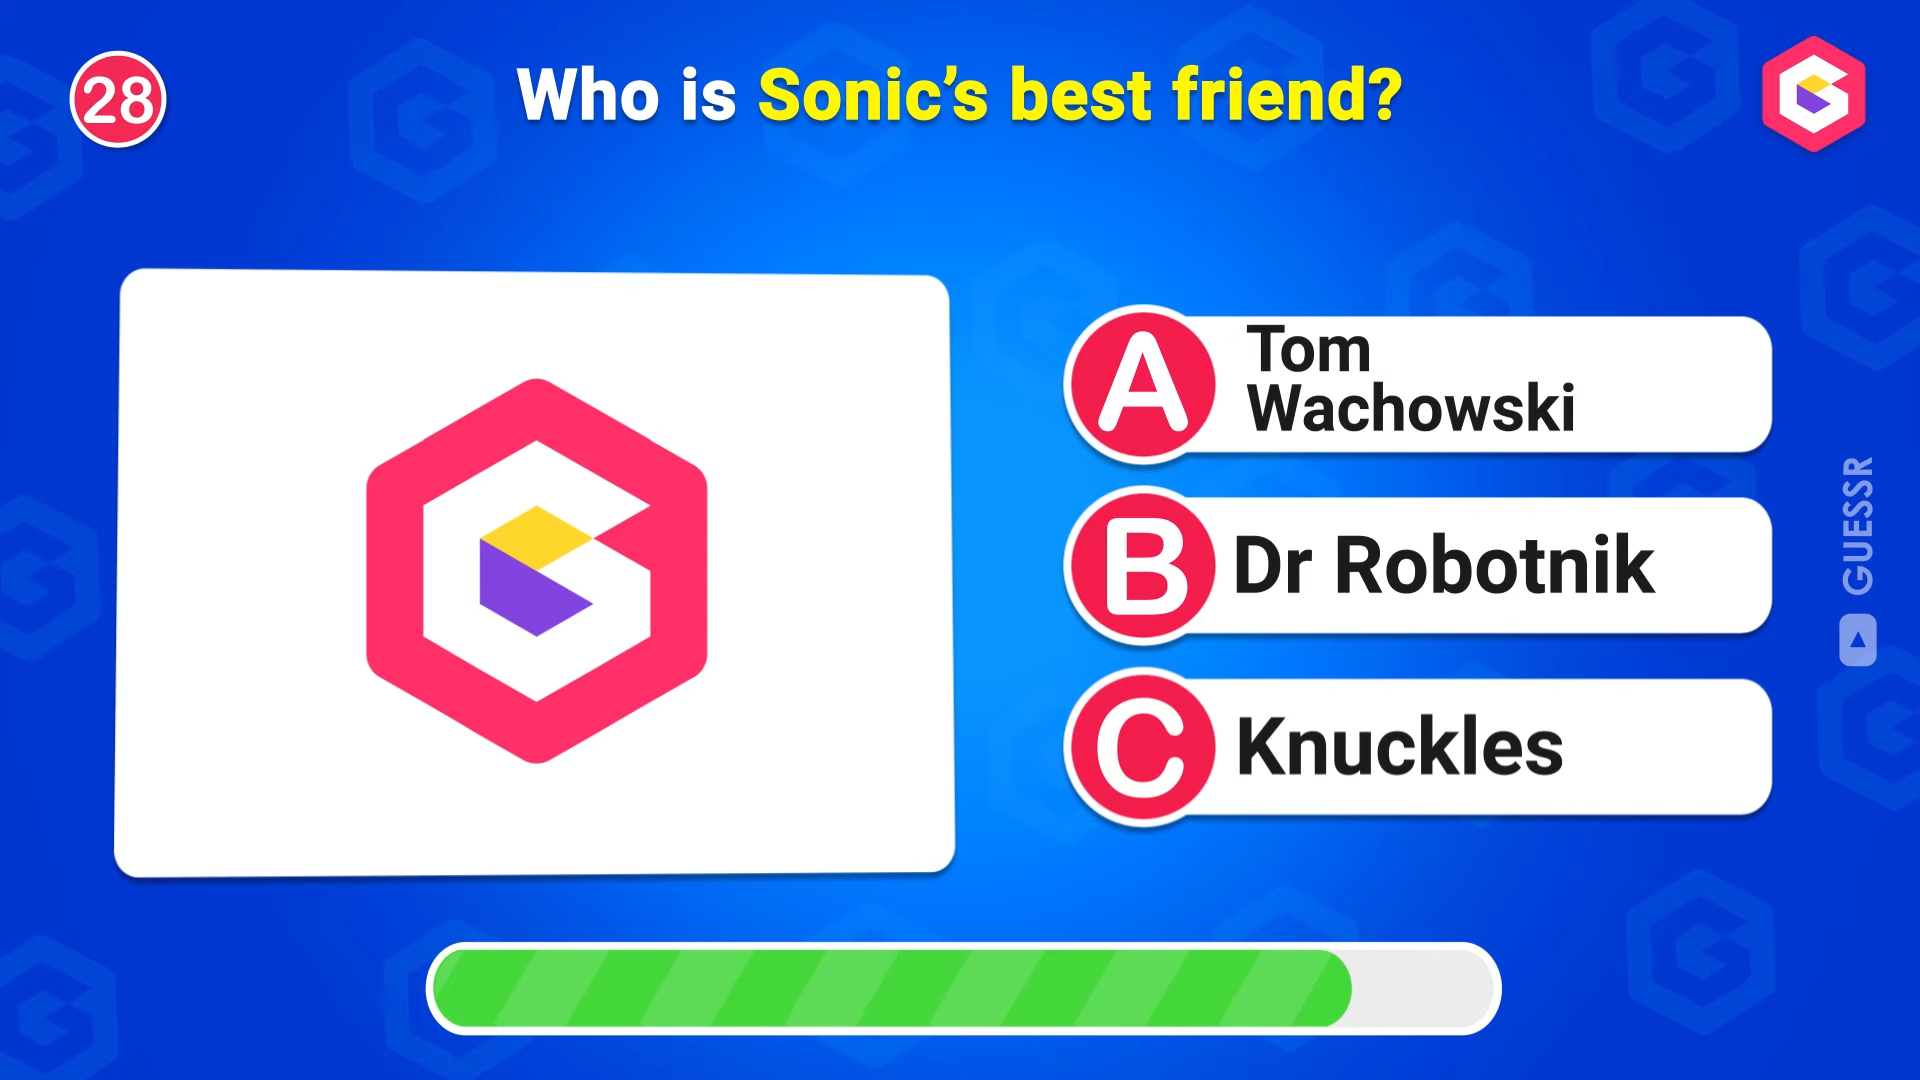 28
Who is Sonic’s best friend?
A
Tom
Wachowski
B
Dr Robotnik
C
Knuckles
GUESSR